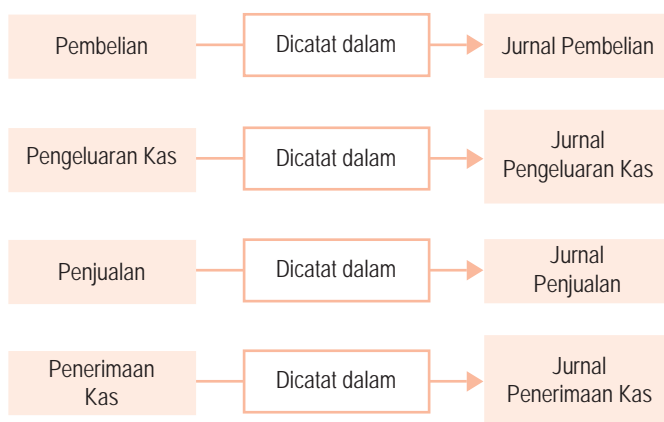 Pembelian
Dicatat dalam
Jurnal Pembelian
Pengeluaran Kas
Dicatat dalam
Jurnal
Pengeluaran Kas
Penjualan
Dicatat dalam
Jurnal
Penjualan
Penerimaan
Kas
Dicatat dalam
Jurnal
Penerimaan Kas